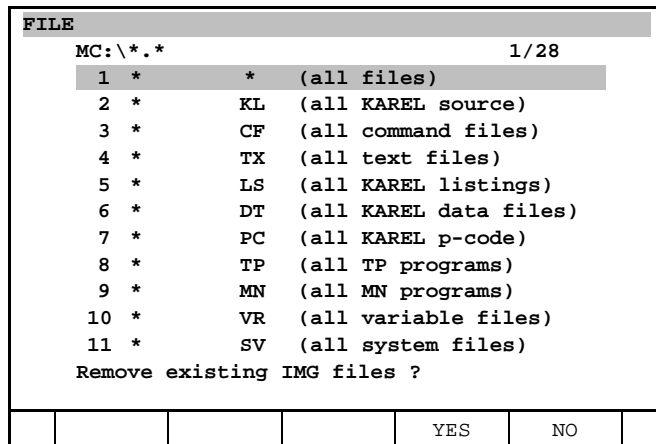 FILE
MC:\*.* 1/28
1 * * (all files)
2 * KL (all KAREL source)
3 * CF (all command files)
4 * TX (all text files)
5 * LS (all KAREL listings)
6 * DT (all KAREL data files)
7 * PC (all KAREL p-code)
8 * TP (all TP programs)
9 * MN (all MN programs)
10 * VR (all variable files)
11 * SV (all system files)
Remove existing IMG files ?
YES NO